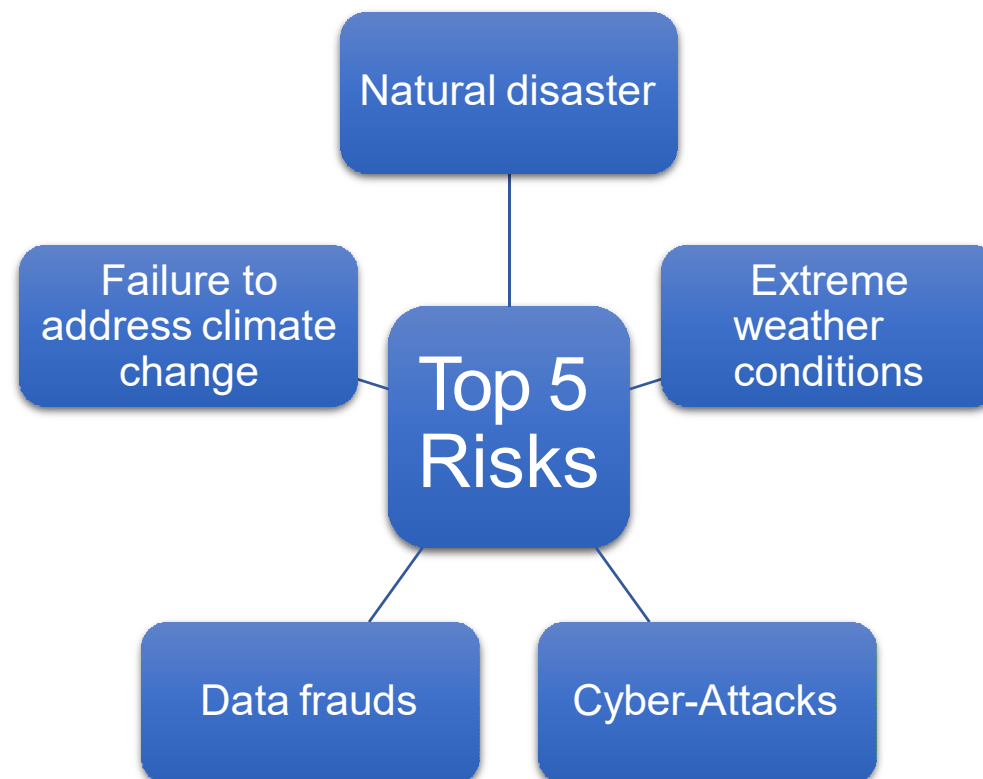 Natural disaster
Failure to
address climate
change
Extreme
weather
conditions
Top 5
Risks
Data frauds
Cyber-Attacks